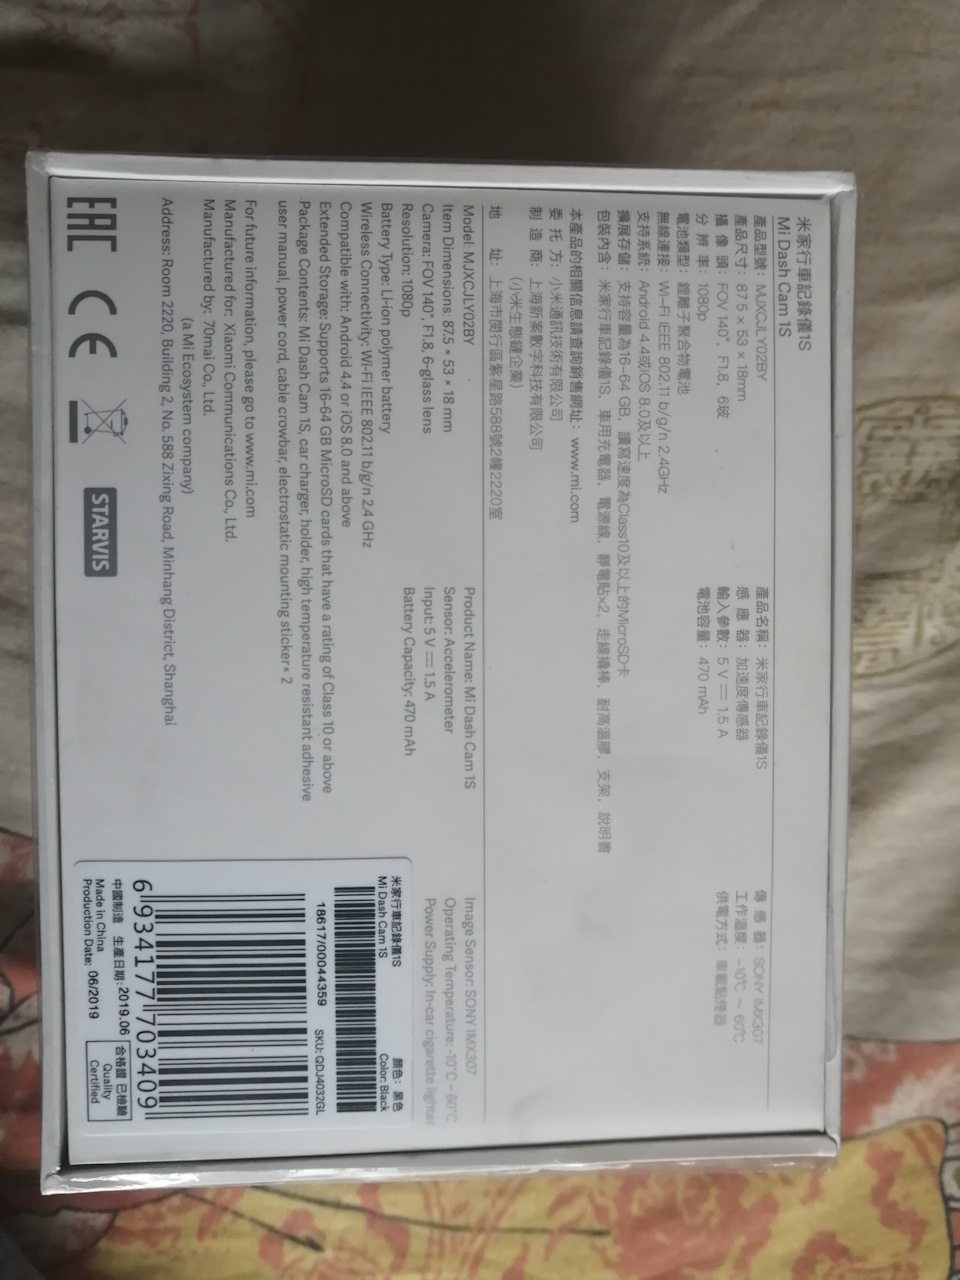 米家行車記錄儀1S
Mi Dash Cam 1S
產品型號：MJXCJLY02BY 產品名稱：米家行車記錄儀1S 傳 感 器：SONY IMX307
產品尺寸：87.5 × 53 × 18mm 感 應 器：加速度傳感器 工作溫度：-10℃ ~ 60℃
攝 像 頭：FOV 140°，F1.8，6玻 輸入參數：5 V⎓1.5 A 供電方式：車載點煙器
分 辨 率：1080p 電池容量：470 mAh
電池類型：鋰離子聚合物電池
無線連接：Wi-Fi IEEE 802.11 b/g/n 2.4GHz
支持系統：Android 4.4或iOS 8.0及以上
擴展存儲：支持容量為16-64 GB，讀寫速度為Class10及以上的MicroSD卡
包裝內含：米家行車記錄儀1S，車用充電器，電源線，靜電貼×2，走線撬棒，耐高溫膠，支架，說明書
本產品的相關信息請查詢銷售網址：www.mi.com
委 托 方：小米通訊技術有限公司
製 造 商：上海新案數字科技有限公司
(小米生態鏈企業)
地 址：上海市閔行區紫星路588號2幢2220室
Model: MJXCJLY02BY Product Name: Mi Dash Cam 1S Image Sensor: SONY IMX307
Item Dimensions: 87.5 × 53 × 18 mm Sensor: Accelerometer Operating Temperature: -10°C ~ 60°C
Camera: FOV 140°, F1.8, 6-glass lens Input: 5 V⎓1.5 A Power Supply: In-car cigarette lighter
Resolution: 1080p Battery Capacity: 470 mAh
Battery Type: Li-ion polymer battery
Wireless Connectivity: Wi-Fi IEEE 802.11 b/g/n 2.4 GHz
Compatible with: Android 4.4 or iOS 8.0 and above
Extended Storage: Supports 16-64 GB MicroSD cards that have a rating of Class 10 or above
Package Contents: Mi Dash Cam 1S, car charger, holder, high temperature resistant adhesive
user manual, power cord, cable crowbar, electrostatic mounting sticker× 2
For future information, please go to www.mi.com
Manufactured for: Xiaomi Communications Co., Ltd.
Manufactured by: 70mai Co., Ltd.
(a Mi Ecosystem company)
Address: Room 2220, Building 2, No. 588 Zixing Road, Minhang District, Shanghai
EAC CE STARVIS
米家行車記錄儀1S 顏色：黑色
Mi Dash Cam 1S Color: Black
18617/00044359 SKU: QDJ4032GL
6 934177 703409
中國制造 生產日期: 2019.06 合格證 已檢驗
Made in China Quality
Production Date: 06/2019 Certified